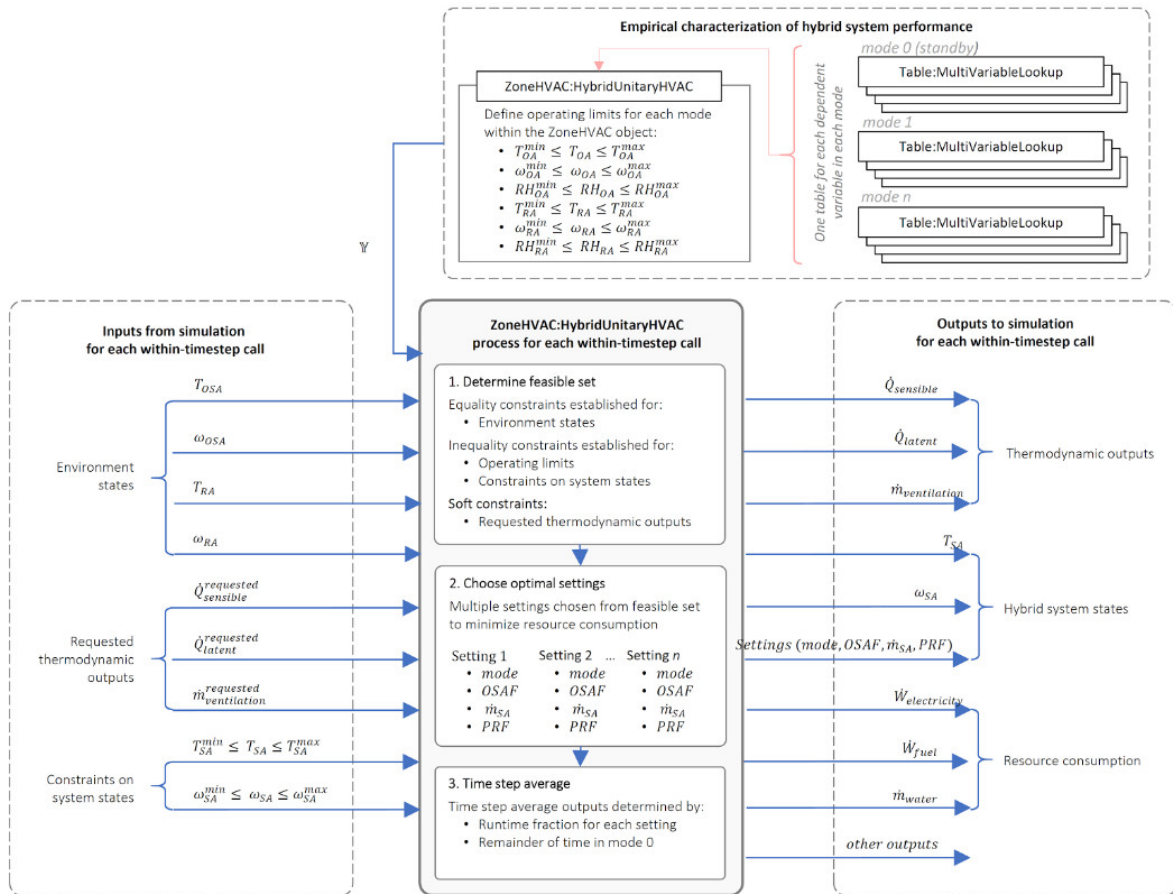 Empirical characterization of hybrid system performance
ZoneHVAC:HybridUnitaryHVAC
Define operating limits for each mode
within the ZoneHVAC object:
• T_OA^min ≤ T_OA ≤ T_OA^max
• ω_OA^min ≤ ω_OA ≤ ω_OA^max
• RH_OA^min ≤ RH_OA ≤ RH_OA^max
• T_RA^min ≤ T_RA ≤ T_RA^max
• ω_RA^min ≤ ω_RA ≤ ω_RA^max
• RH_RA^min ≤ RH_RA ≤ RH_RA^max
One table for each dependent
variable in each mode
mode 0 (standby)
Table:MultiVariableLookup
mode 1
Table:MultiVariableLookup
mode n
Table:MultiVariableLookup
𝕐
Inputs from simulation
for each within-timestep call
Environment
states
T_OSA
ω_OSA
T_RA
ω_RA
Requested
thermodynamic
outputs
Q̇_sensible^requested
Q̇_latent^requested
ṁ_ventilation^requested
Constraints on
system states
T_SA^min ≤ T_SA ≤ T_SA^max
ω_SA^min ≤ ω_SA ≤ ω_SA^max
ZoneHVAC:HybridUnitaryHVAC
process for each within-timestep call
1. Determine feasible set
Equality constraints established for:
• Environment states
Inequality constraints established for:
• Operating limits
• Constraints on system states
Soft constraints:
• Requested thermodynamic outputs
2. Choose optimal settings
Multiple settings chosen from feasible set
to minimize resource consumption
Setting 1 Setting 2 ... Setting n
• mode • mode • mode
• OSAF • OSAF • OSAF
• ṁ_SA • ṁ_SA • ṁ_SA
• PRF • PRF • PRF
3. Time step average
Time step average outputs determined by:
• Runtime fraction for each setting
• Remainder of time in mode 0
Outputs to simulation
for each within-timestep call
Q̇_sensible
Q̇_latent
ṁ_ventilation
Thermodynamic outputs
T_SA
ω_SA
Settings (mode, OSAF, ṁ_SA, PRF)
Hybrid system states
Ẇ_electricity
Ẇ_fuel
ṁ_water
Resource consumption
other outputs